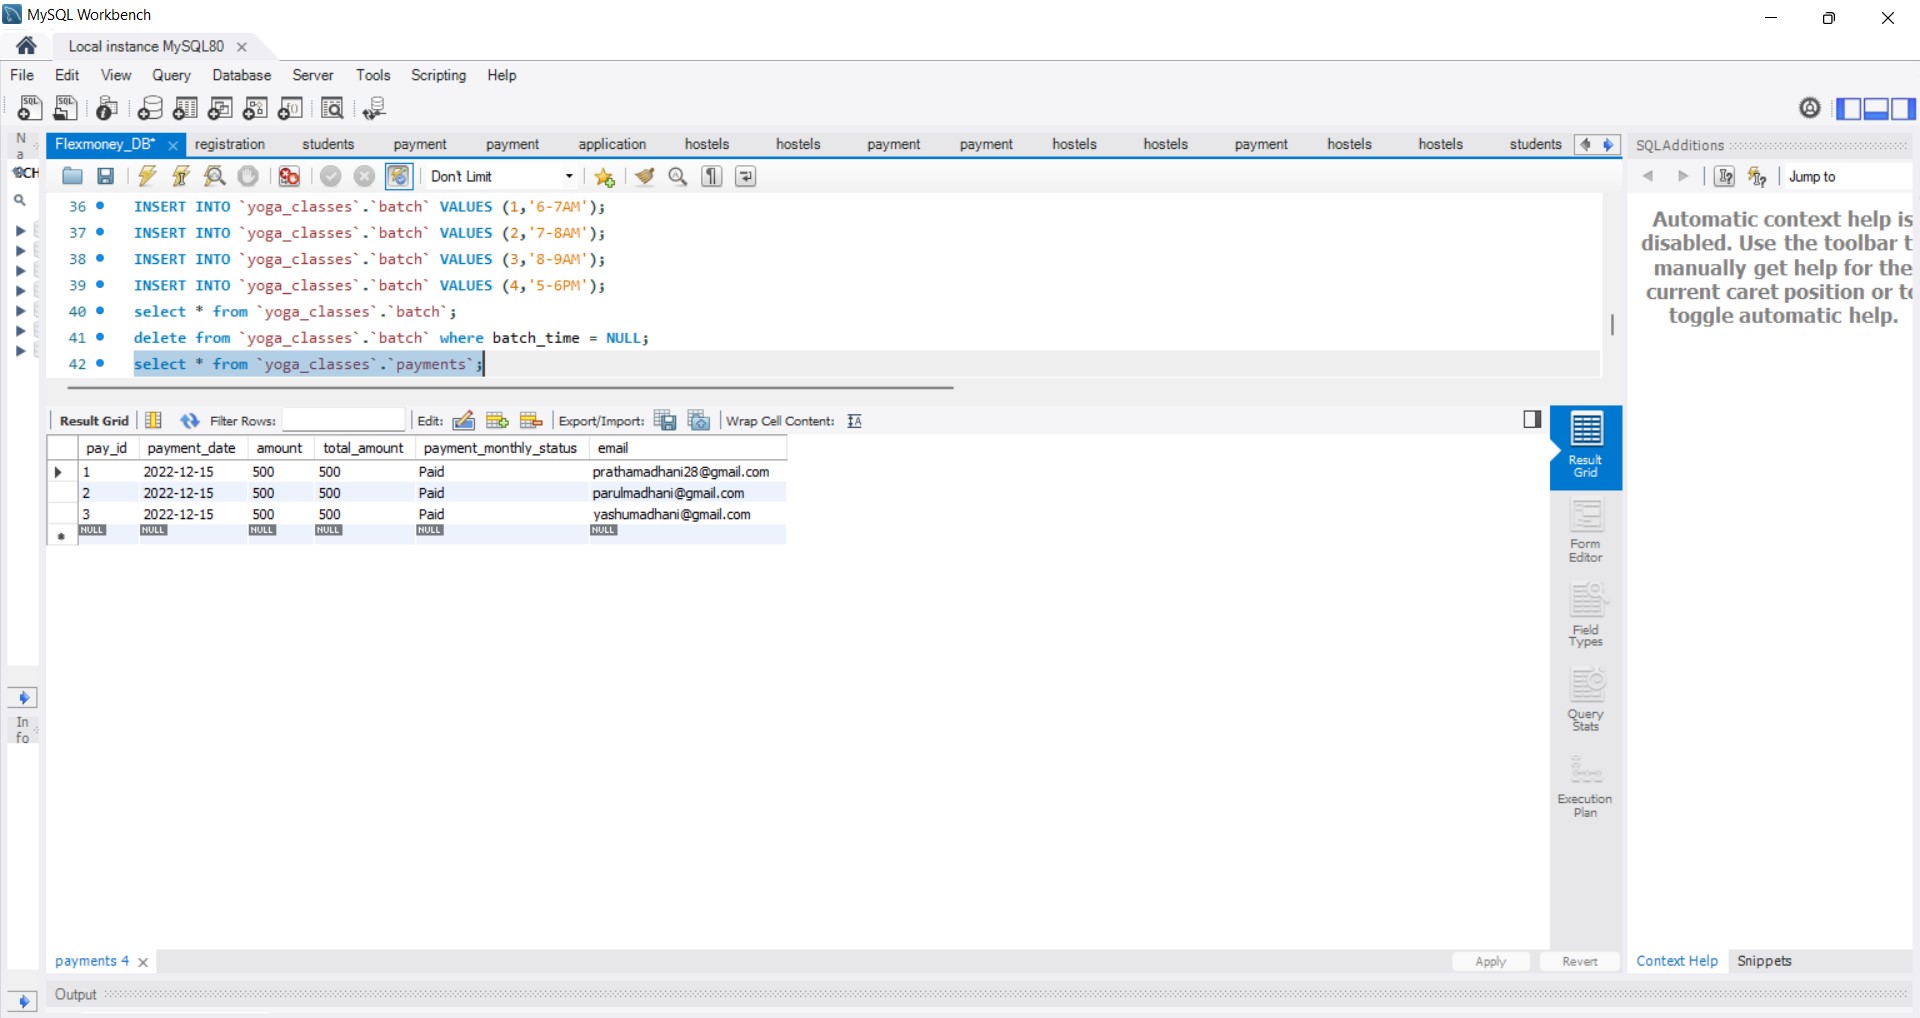 MySQL Workbench
Local instance MySQL80
File Edit View Query Database Server Tools Scripting Help
N
a
Flexmoney_DB* registration students payment payment application hostels hostels payment payment hostels hostels payment hostels hostels students
SQLAdditions
SCH
Don't Limit
Jump to
36 INSERT INTO `yoga_classes`.`batch` VALUES (1,'6-7AM');
37 INSERT INTO `yoga_classes`.`batch` VALUES (2,'7-8AM');
38 INSERT INTO `yoga_classes`.`batch` VALUES (3,'8-9AM');
39 INSERT INTO `yoga_classes`.`batch` VALUES (4,'5-6PM');
40 select * from `yoga_classes`.`batch`;
41 delete from `yoga_classes`.`batch` where batch_time = NULL;
42 select * from `yoga_classes`.`payments`;
Automatic context help is
disabled. Use the toolbar t
manually get help for the
current caret position or to
toggle automatic help.
Result Grid Filter Rows: Edit: Export/Import: Wrap Cell Content:
pay_id payment_date amount total_amount payment_monthly_status email
1 2022-12-15 500 500 Paid prathamadhani28@gmail.com
2 2022-12-15 500 500 Paid parulmadhani@gmail.com
3 2022-12-15 500 500 Paid yashumadhani@gmail.com
NULL NULL NULL NULL NULL NULL
Result
Grid
Form
Editor
Field
Types
Query
Stats
Execution
Plan
In
fo
payments 4
Apply Revert
Context Help Snippets
Output